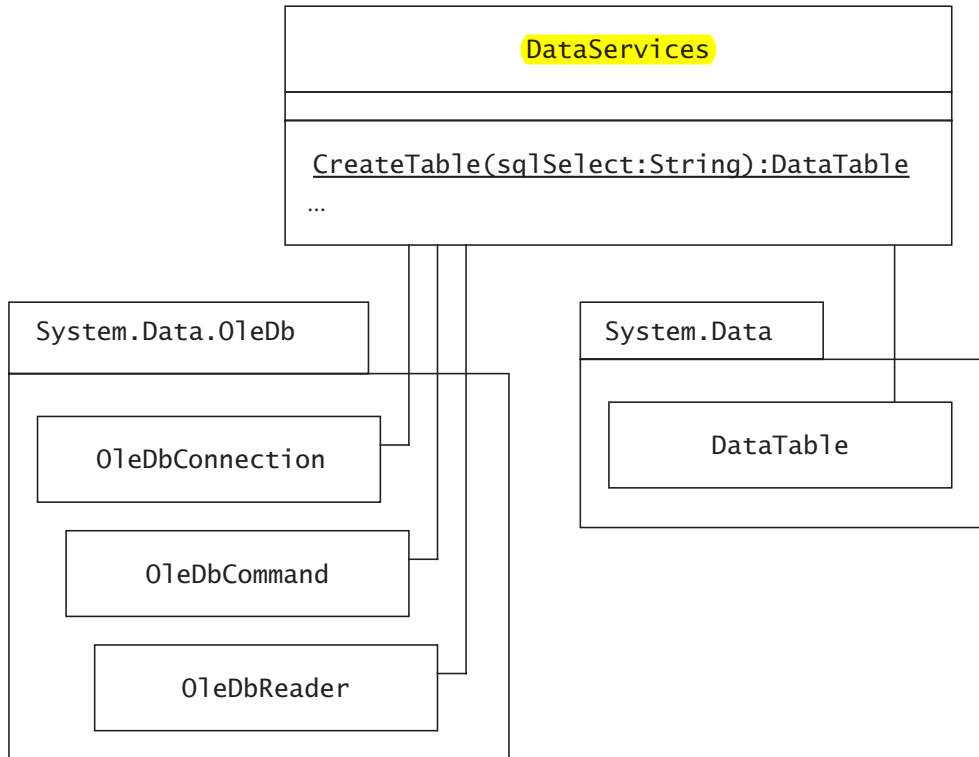 DataServices
CreateTable(sqlSelect:String):DataTable
...
System.Data.OleDb
System.Data
OleDbConnection
DataTable
OleDbCommand
OleDbReader